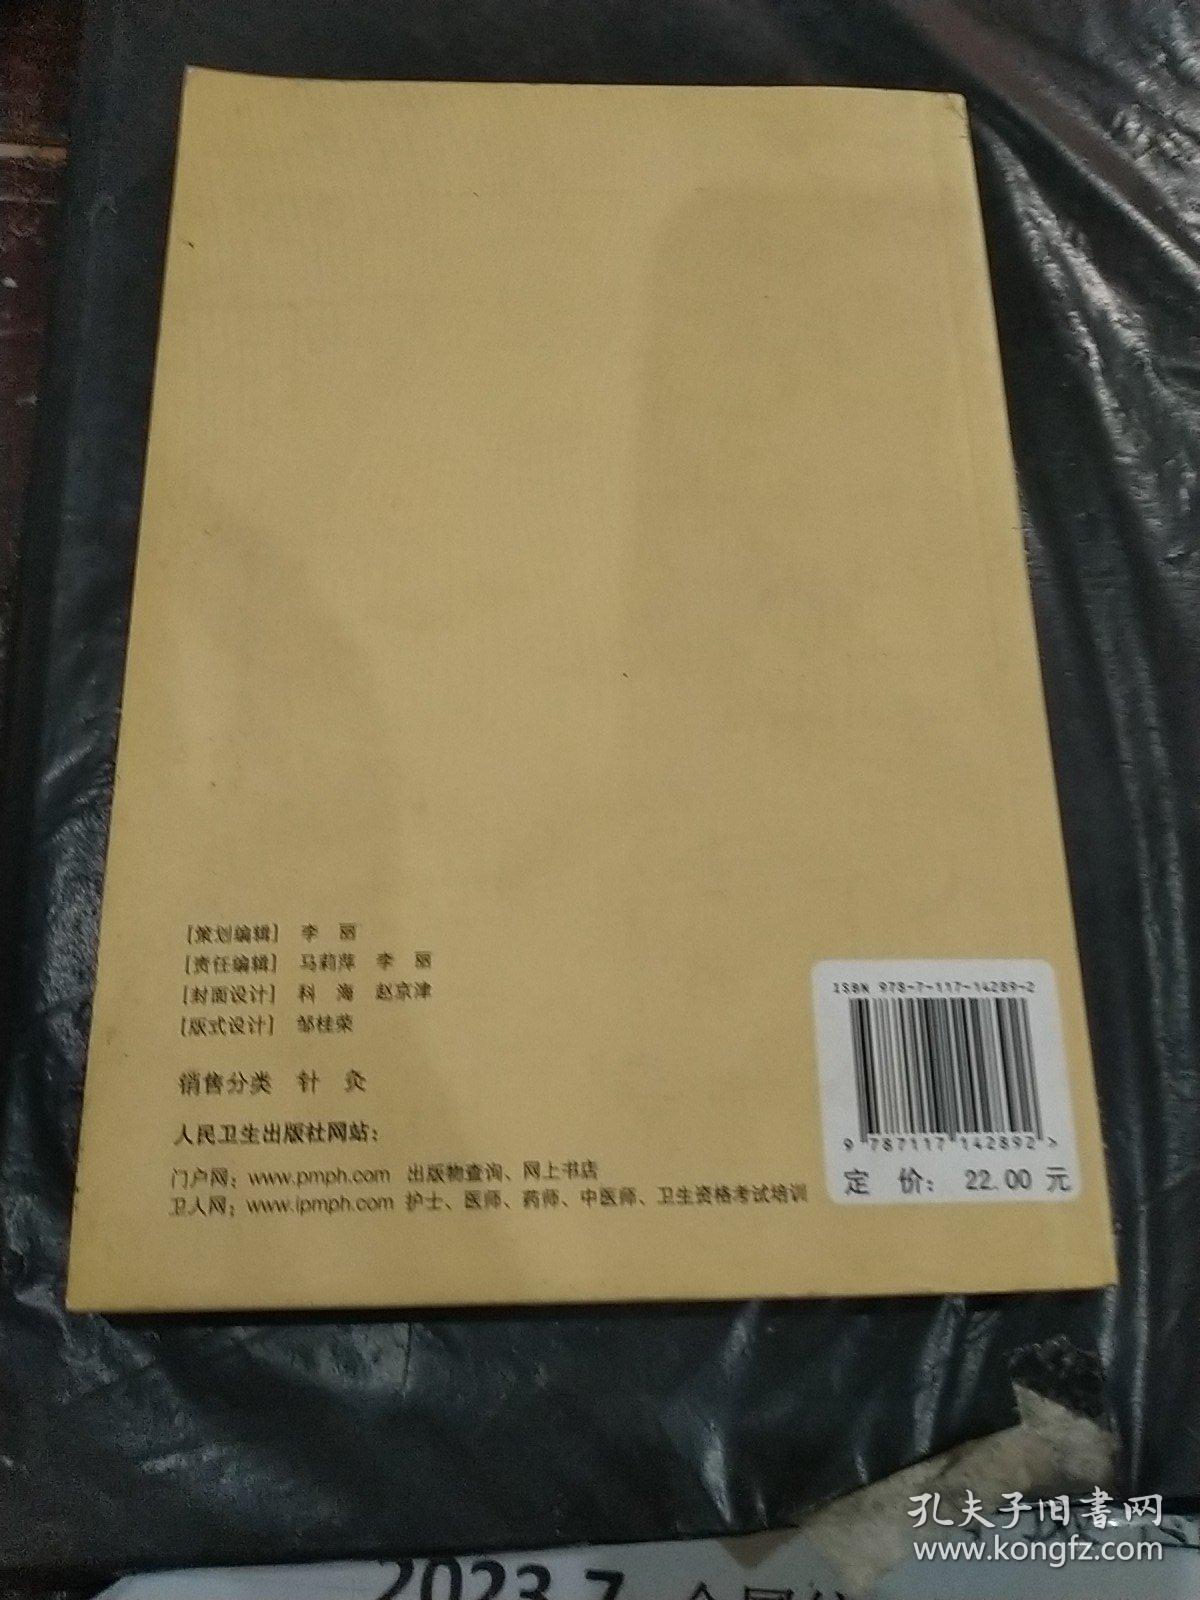 [策划编辑] 李 丽
[责任编辑] 马莉萍 李 丽
[封面设计] 科 海 赵京津
[版式设计] 邹桂荣
销售分类 针 灸
人民卫生出版社网站：
门户网：www.pmph.com 出版物查询、网上书店
卫人网：www.ipmph.com 护士、医师、药师、中医师、卫生资格考试培训
ISBN 978-7-117-14289-2
9 787117 142892 >
定 价： 22.00 元
孔夫子旧書网
www.kongfz.com
2023.7